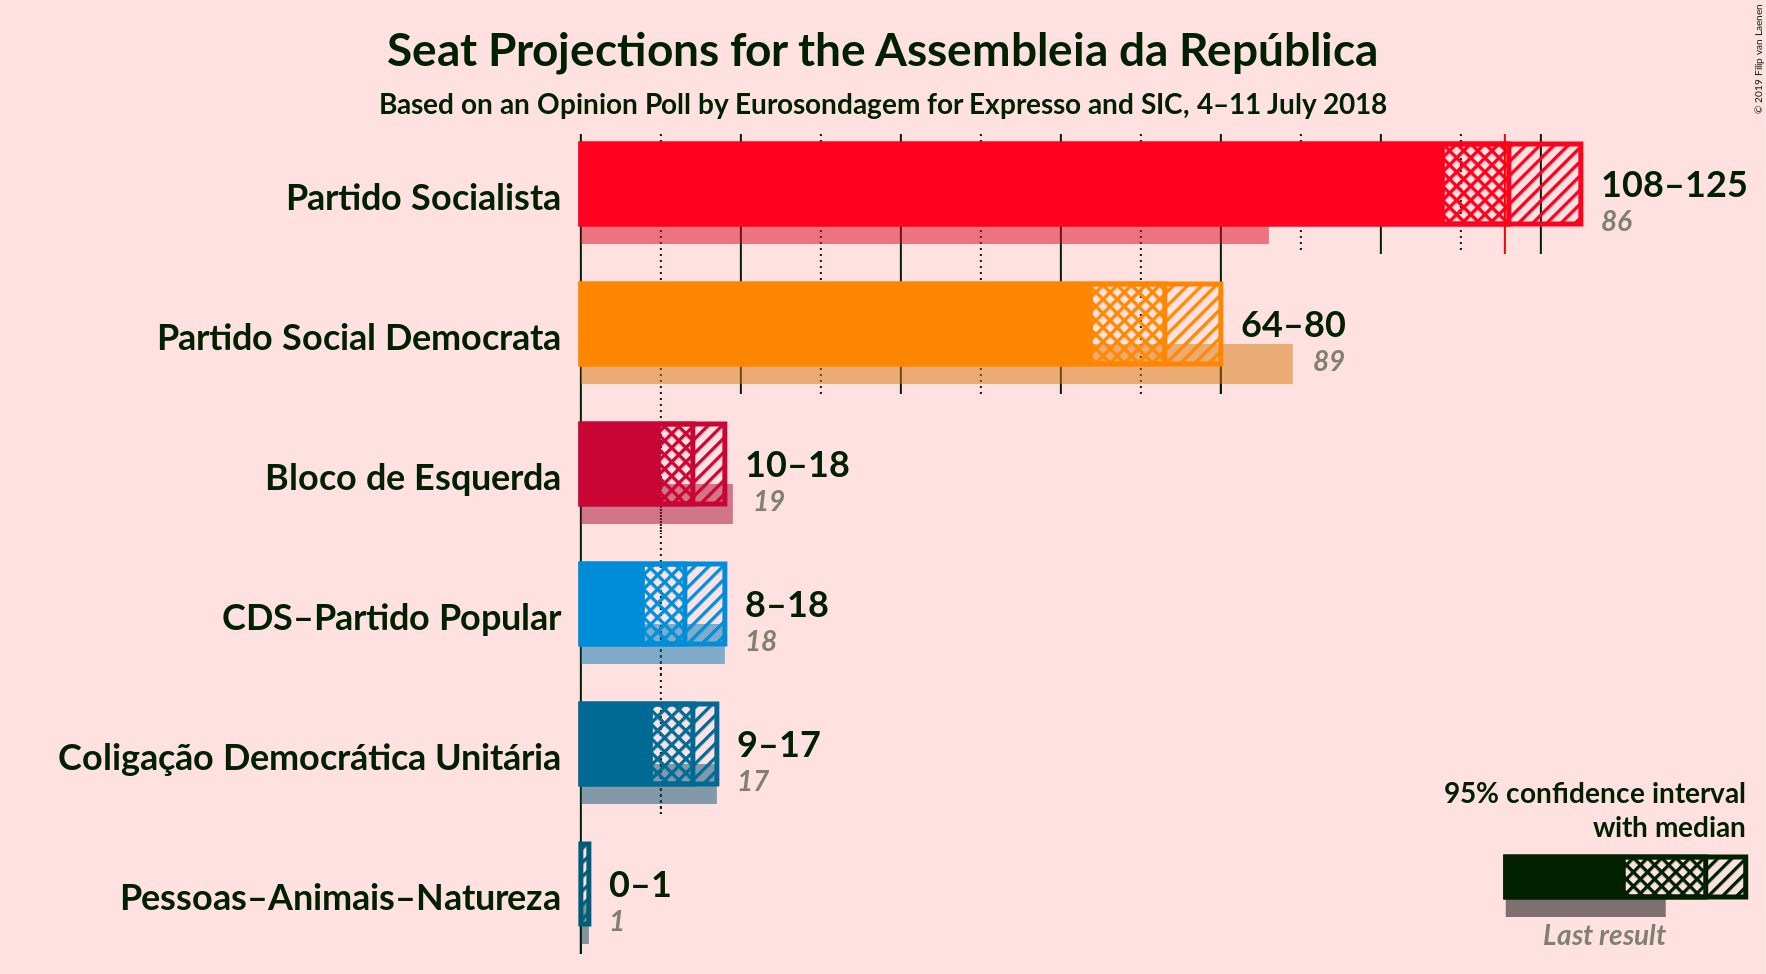 Seat Projections for the Assembleia da República
Based on an Opinion Poll by Eurosondagem for Expresso and SIC, 4–11 July 2018
© 2019 Filip van Laenen
Partido Socialista
108–125
86
Partido Social Democrata
64–80
89
Bloco de Esquerda
10–18
19
CDS–Partido Popular
8–18
18
Coligação Democrática Unitária
9–17
17
Pessoas–Animais–Natureza
0–1
1
95% confidence interval
with median
Last result